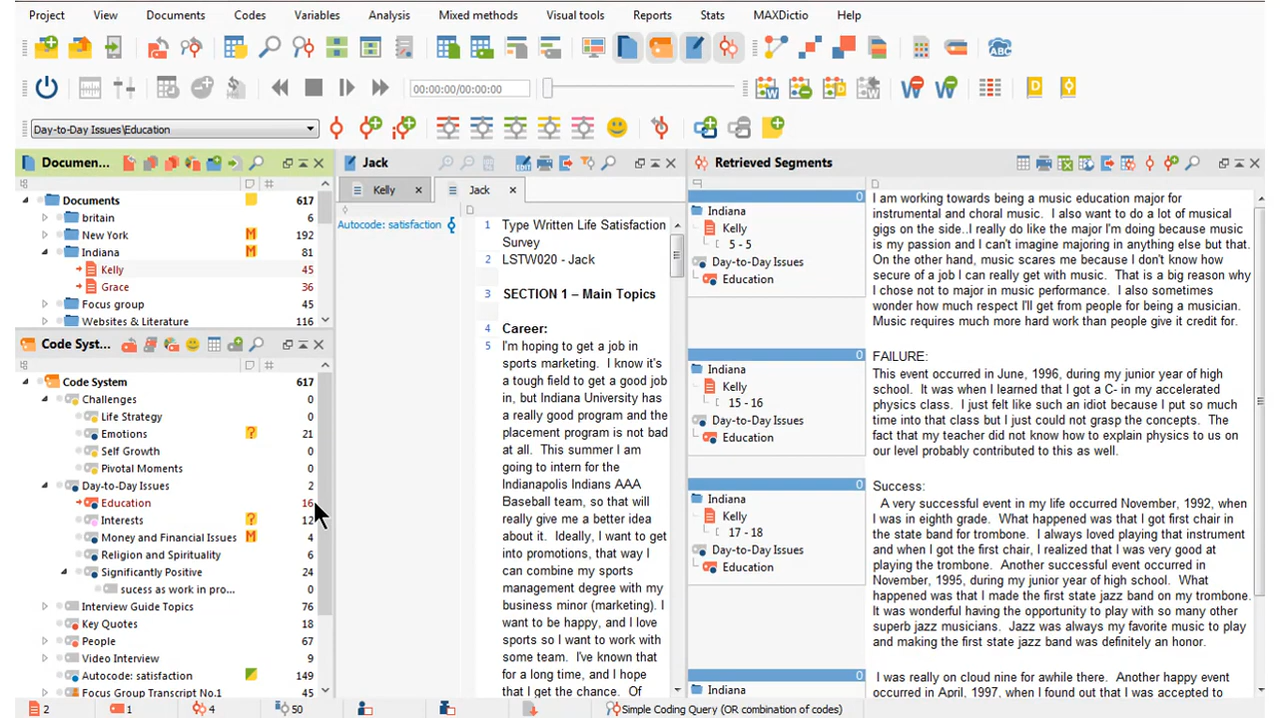 Project View Documents Codes Variables Analysis Mixed methods Visual tools Reports Stats MAXDictio Help
ABC
00:00:00/00:00:00
Day-to-Day Issues\Education
Documen...
Documents 617
britain 6
New York M 192
Indiana M 81
Kelly 45
Grace 36
Focus group 45
Websites & Literature 116
Code Syst...
Code System 617
Challenges 0
Life Strategy 0
Emotions ? 21
Self Growth 0
Pivotal Moments 0
Day-to-Day Issues 2
Education 16
Interests ? 12
Money and Financial Issues M 4
Religion and Spirituality 6
Significantly Positive 24
sucess as work in pro... 0
Interview Guide Topics 76
Key Quotes 18
People 67
Video Interview 9
Autocode: satisfaction 149
Focus Group Transcript No.1 45
Jack
Kelly
Jack
Autocode: satisfaction
1 Type Written Life Satisfaction
Survey
2 LSTW020 - Jack
3 SECTION 1 – Main Topics
4 Career:
5 I'm hoping to get a job in
sports marketing. I know it's
a tough field to get a good job
in, but Indiana University has
a really good program and the
placement program is not bad
at all. This summer I am
going to intern for the
Indianapolis Indians AAA
Baseball team, so that will
really give me a better idea
about it. Ideally, I want to get
into promotions, that way I
can combine my sports
management degree with my
business minor (marketing). I
want to be happy, and I love
sports so I want to work with
some team. I've known that
for a long time, and I hope
that I get the chance. Of
Retrieved Segments
0
Indiana
Kelly
5 - 5
Day-to-Day Issues
Education
I am working towards being a music education major for
instrumental and choral music. I also want to do a lot of musical
gigs on the side..I really do like the major I'm doing because music
is my passion and I can't imagine majoring in anything else but that.
On the other hand, music scares me because I don't know how
secure of a job I can really get with music. That is a big reason why
I chose not to major in music performance. I also sometimes
wonder how much respect I'll get from people for being a musician.
Music requires much more hard work than people give it credit for.
0
Indiana
Kelly
15 - 16
Day-to-Day Issues
Education
FAILURE:
This event occurred in June, 1996, during my junior year of high
school. It was when I learned that I got a C- in my accelerated
physics class. I just felt like such an idiot because I put so much
time into that class but I just could not grasp the concepts. The
fact that my teacher did not know how to explain physics to us on
our level probably contributed to this as well.
0
Indiana
Kelly
17 - 18
Day-to-Day Issues
Education
Success:
A very successful event in my life occurred November, 1992, when
I was in eighth grade. What happened was that I got first chair in
the state band for trombone. I always loved playing that instrument
and when I got the first chair, I realized that I was very good at
playing the trombone. Another successful event occurred in
November, 1995, during my junior year of high school. What
happened was that I made the first state jazz band on my trombone.
It was wonderful having the opportunity to play with so many other
superb jazz musicians. Jazz was always my favorite music to play
and making the first state jazz band was definitely an honor.
0
Indiana
I was really on cloud nine for awhile there. Another happy event
occurred in April, 1997, when I found out that I was accepted to
2 1 4 50 Simple Coding Query (OR combination of codes)